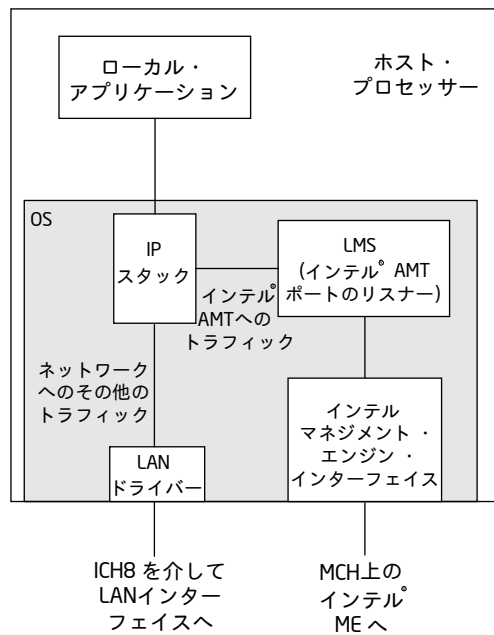 ローカル・
アプリケーション
ホスト・
プロセッサー
OS
IP
スタック
LMS
(インテル® AMT
ポートのリスナー)
インテル®
AMTへの
トラフィック
ネットワーク
へのその他の
トラフィック
インテル
マネジメント・
エンジン・
インターフェイス
LAN
ドライバー
ICH8 を介して
LANインター
フェイスへ
MCH上の
インテル®
ME へ